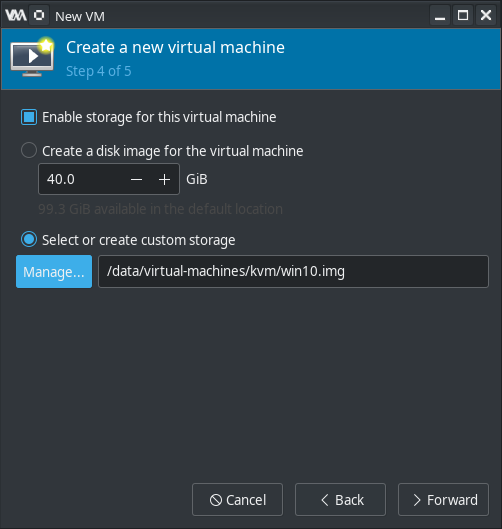 New VM
Create a new virtual machine
Step 4 of 5
Enable storage for this virtual machine
Create a disk image for the virtual machine
40.0 GiB
99.3 GiB available in the default location
Select or create custom storage
Manage... /data/virtual-machines/kvm/win10.img
Cancel Back Forward